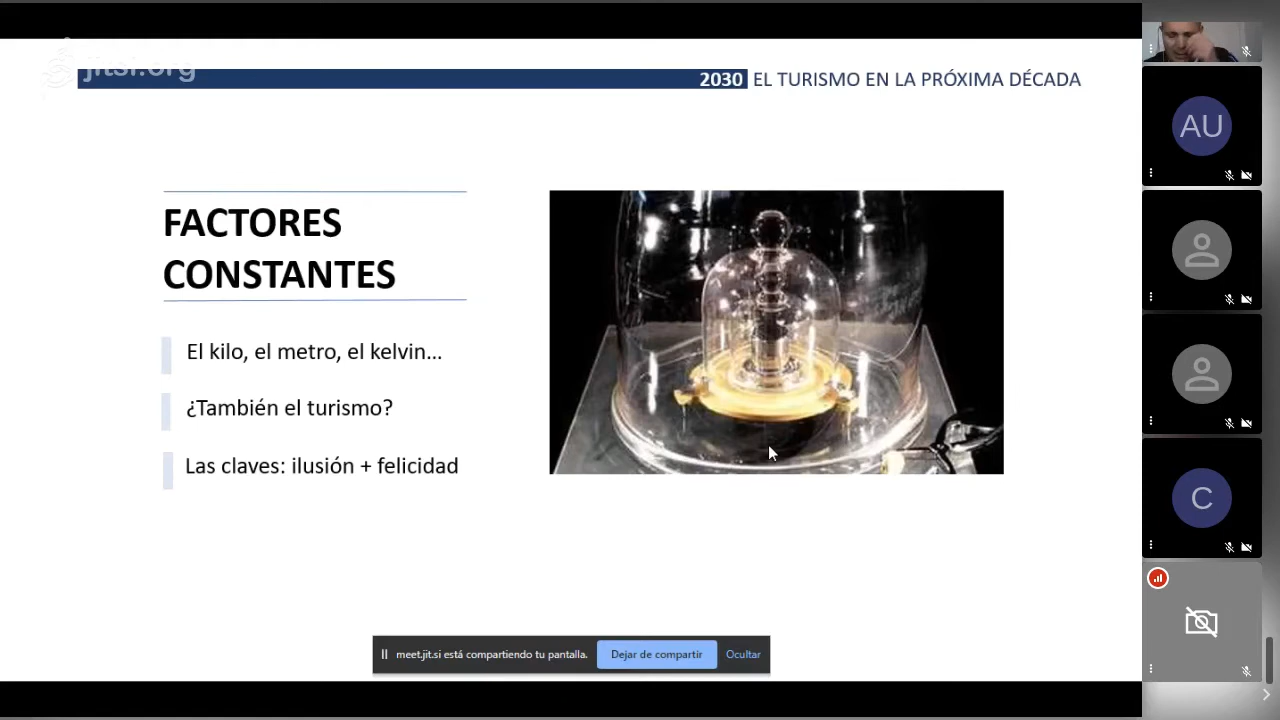 jitsi.org
2030 EL TURISMO EN LA PRÓXIMA DÉCADA
FACTORES
CONSTANTES
El kilo, el metro, el kelvin...
¿También el turismo?
Las claves: ilusión + felicidad
meet.jit.si está compartiendo tu pantalla.
Dejar de compartir
Ocultar
AU
C